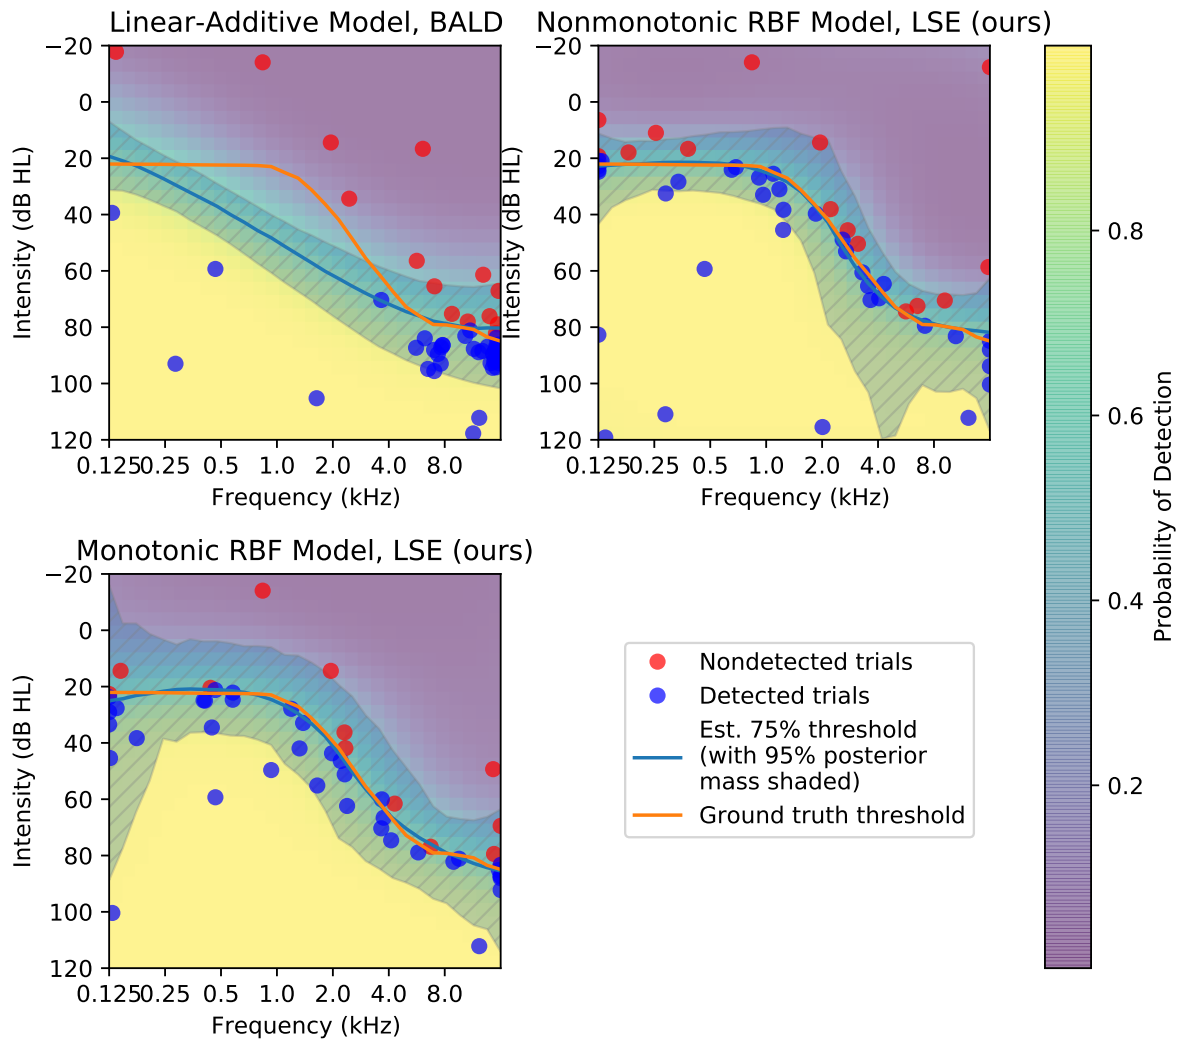 Linear-Additive Model, BALD
−20
0
20
40
60
80
100
120
Intensity (dB HL)
0.125 0.25 0.5 1.0 2.0 4.0 8.0
Frequency (kHz)
Nonmonotonic RBF Model, LSE (ours)
−20
0
20
40
60
80
100
120
Intensity (dB HL)
0.125 0.25 0.5 1.0 2.0 4.0 8.0
Frequency (kHz)
Monotonic RBF Model, LSE (ours)
−20
0
20
40
60
80
100
120
Intensity (dB HL)
0.125 0.25 0.5 1.0 2.0 4.0 8.0
Frequency (kHz)
Nondetected trials
Detected trials
Est. 75% threshold
(with 95% posterior
mass shaded)
Ground truth threshold
0.8
0.6
0.4
0.2
Probability of Detection